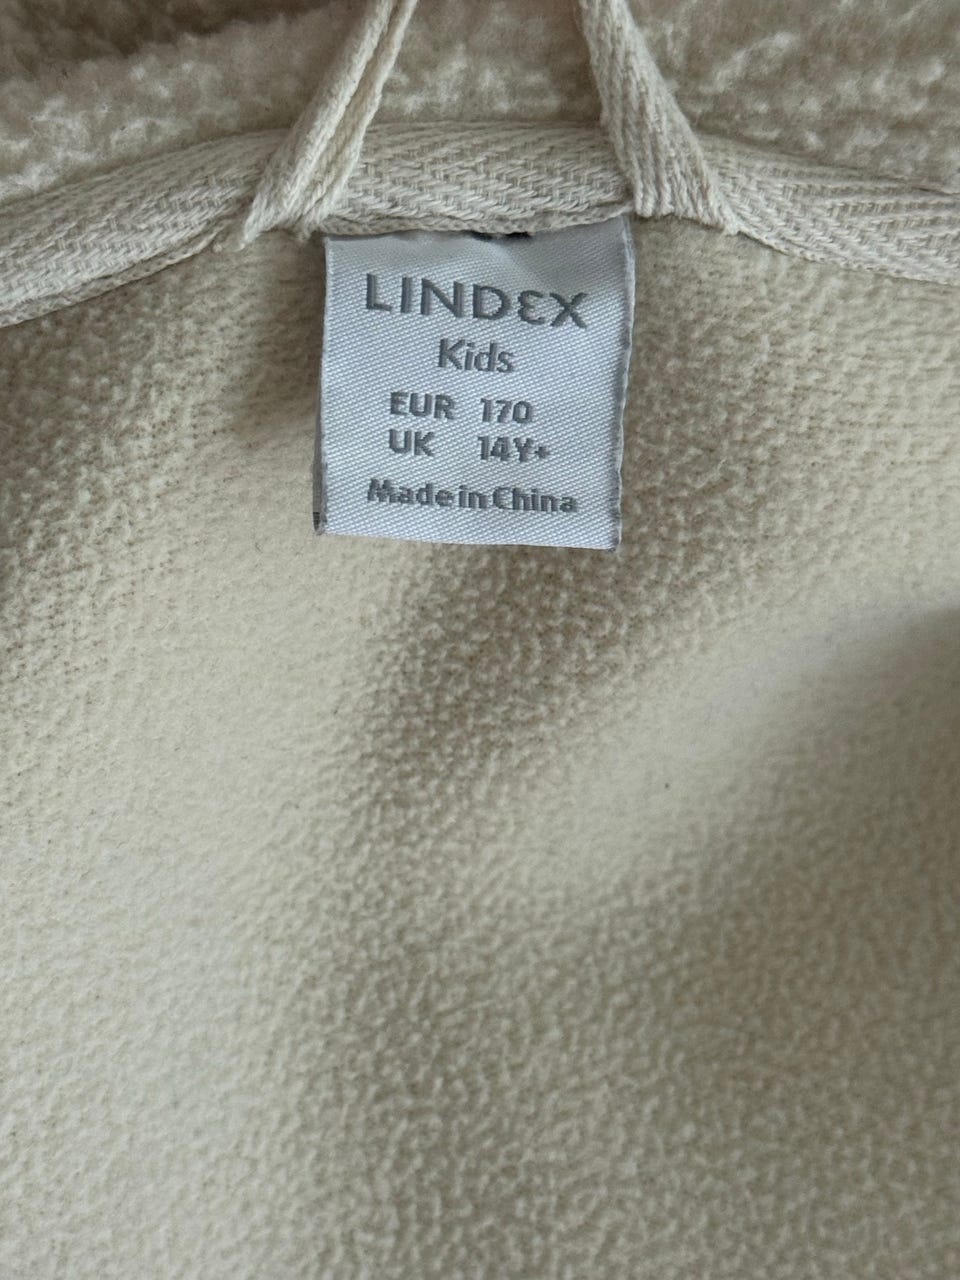 LINDEX
Kids
EUR 170
UK 14Y+
Made in China